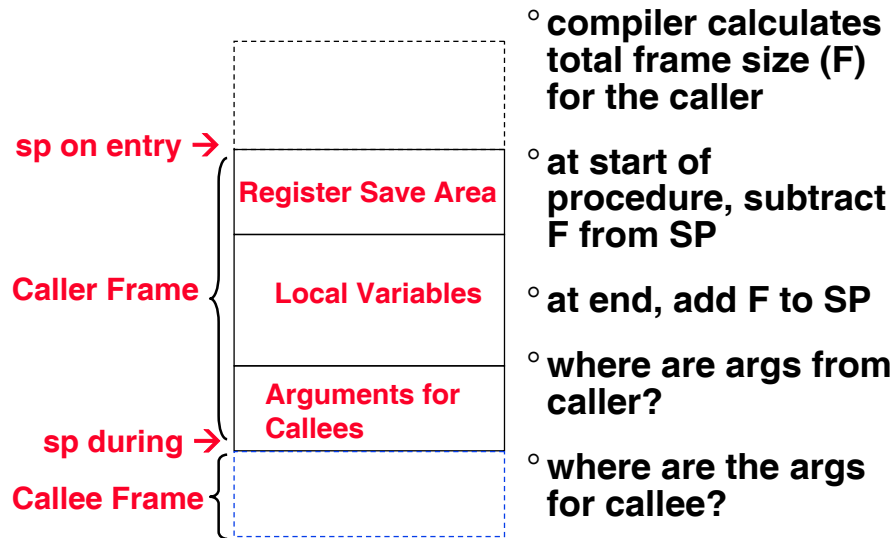 sp on entry →
Register Save Area
Caller Frame
Local Variables
Arguments for
Callees
sp during →
Callee Frame
° compiler calculates
total frame size (F)
for the caller
° at start of
procedure, subtract
F from SP
° at end, add F to SP
° where are args from
caller?
° where are the args
for callee?